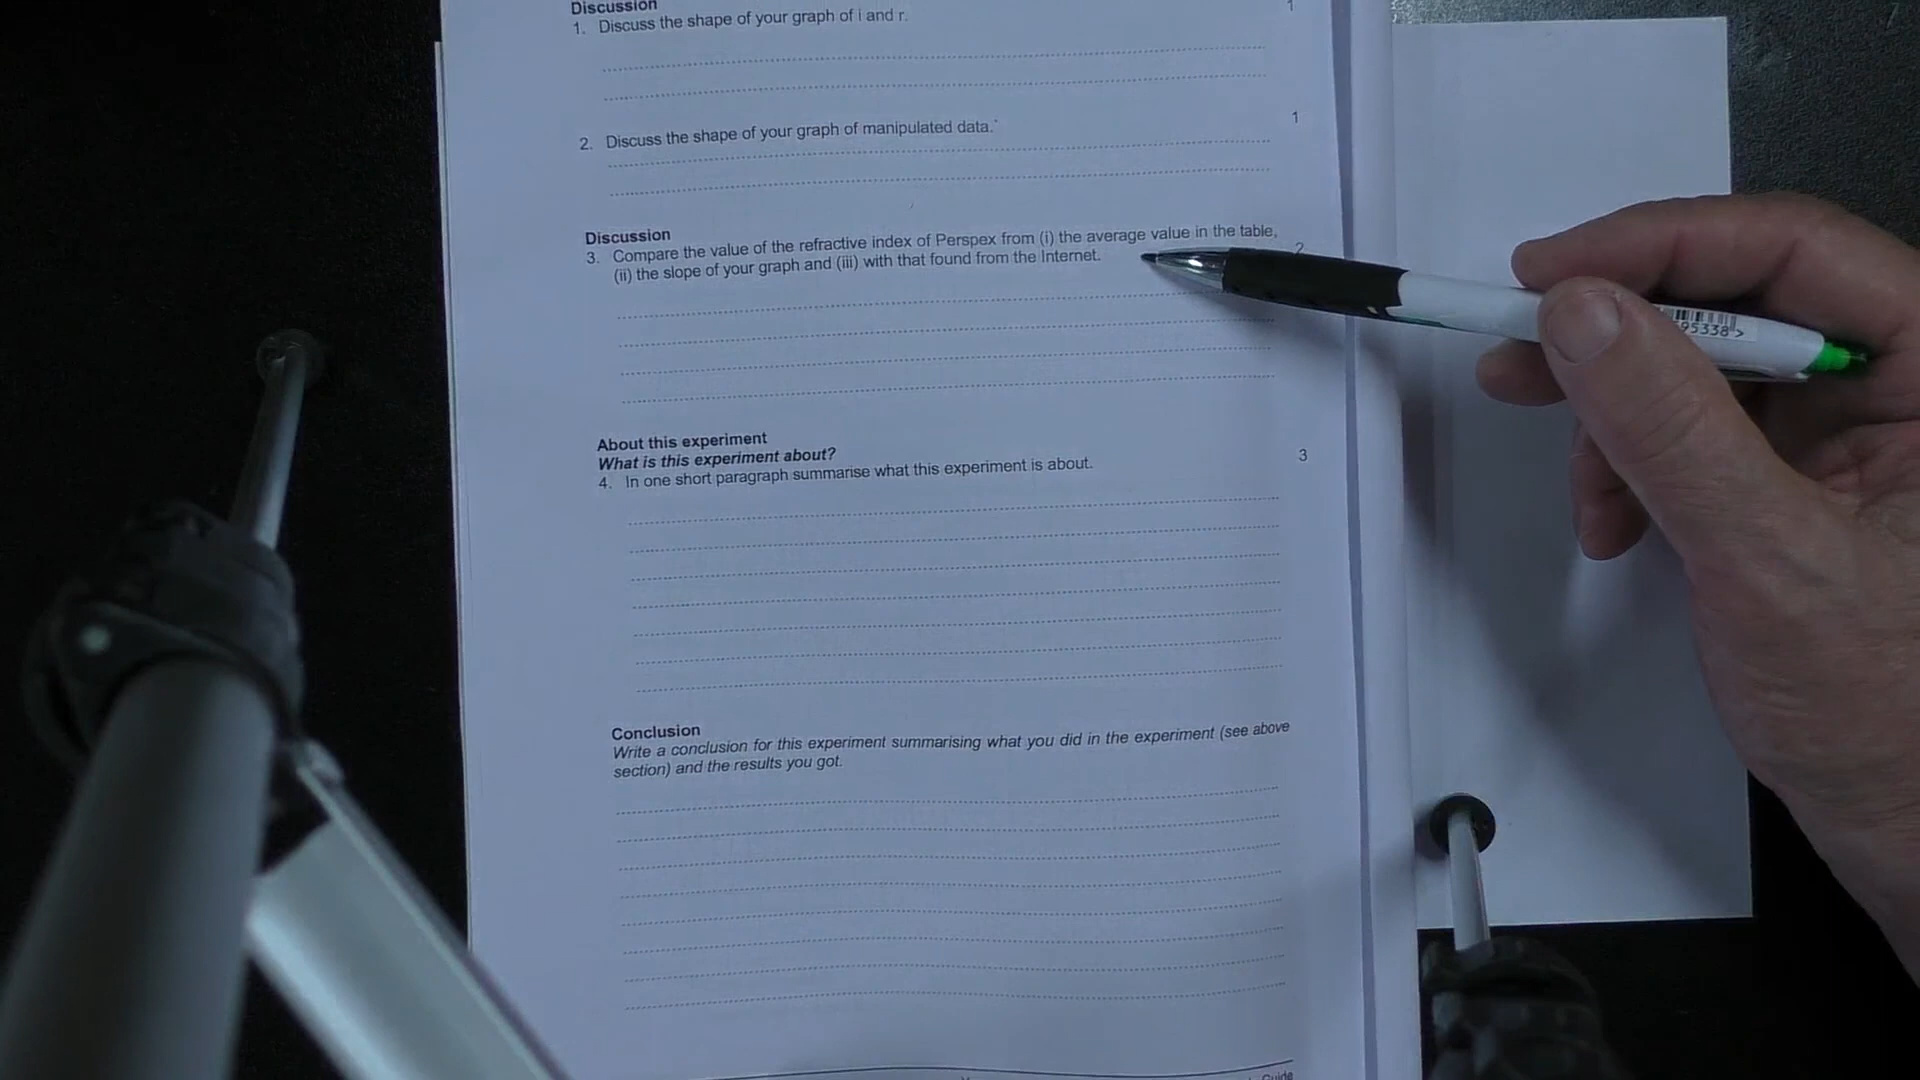 Discussion
1. Discuss the shape of your graph of i and r.
1
2. Discuss the shape of your graph of manipulated data.
1
Discussion
3. Compare the value of the refractive index of Perspex from (i) the average value in the table,
(ii) the slope of your graph and (iii) with that found from the Internet.
2
About this experiment
What is this experiment about?
4. In one short paragraph summarise what this experiment is about.
3
Conclusion
Write a conclusion for this experiment summarising what you did in the experiment (see above
section) and the results you got.
Guide
95338>